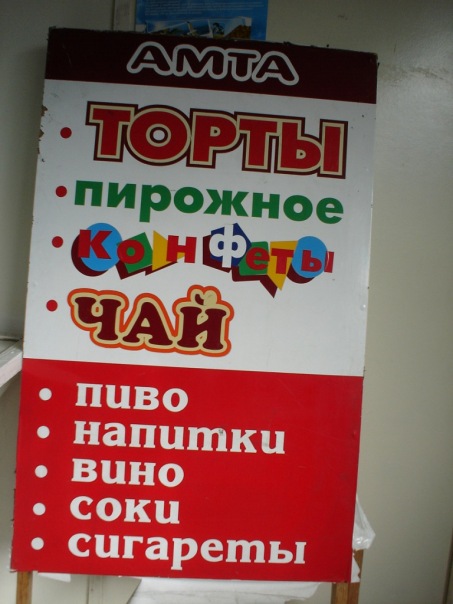 АМТА
• ТОРТЫ
• пирожное
• Конфеты
• ЧАЙ
• пиво
• напитки
• вино
• соки
• сигареты